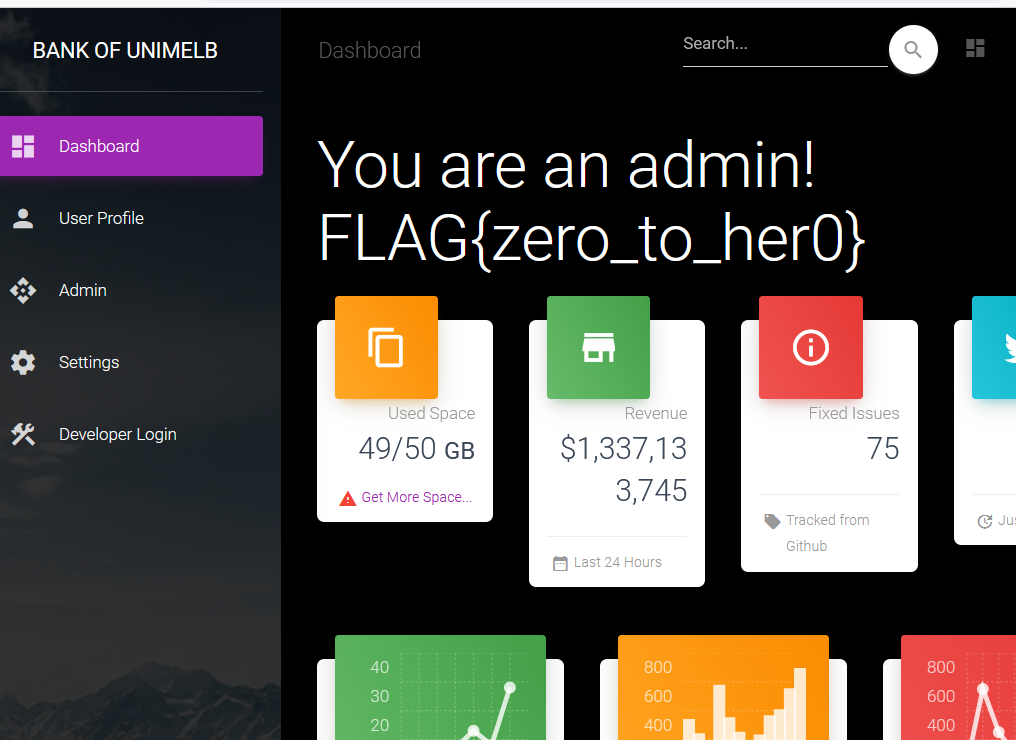 BANK OF UNIMELB
Dashboard
Search...
Dashboard
User Profile
Admin
Settings
Developer Login
You are an admin!
FLAG{zero_to_her0}
Used Space
49/50 GB
Get More Space...
Revenue
$1,337,13
3,745
Last 24 Hours
Fixed Issues
75
Tracked from
Github
40
30
20
800
600
400
800
600
400